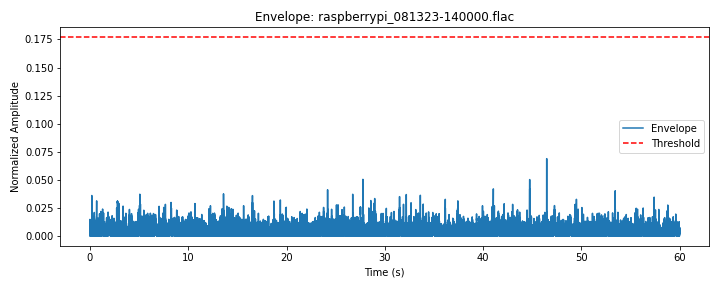 Envelope: raspberrypi_081323-140000.flac
Normalized Amplitude
0.175
0.150
0.125
0.100
0.075
0.050
0.025
0.000
Envelope
Threshold
0 10 20 30 40 50 60
Time (s)